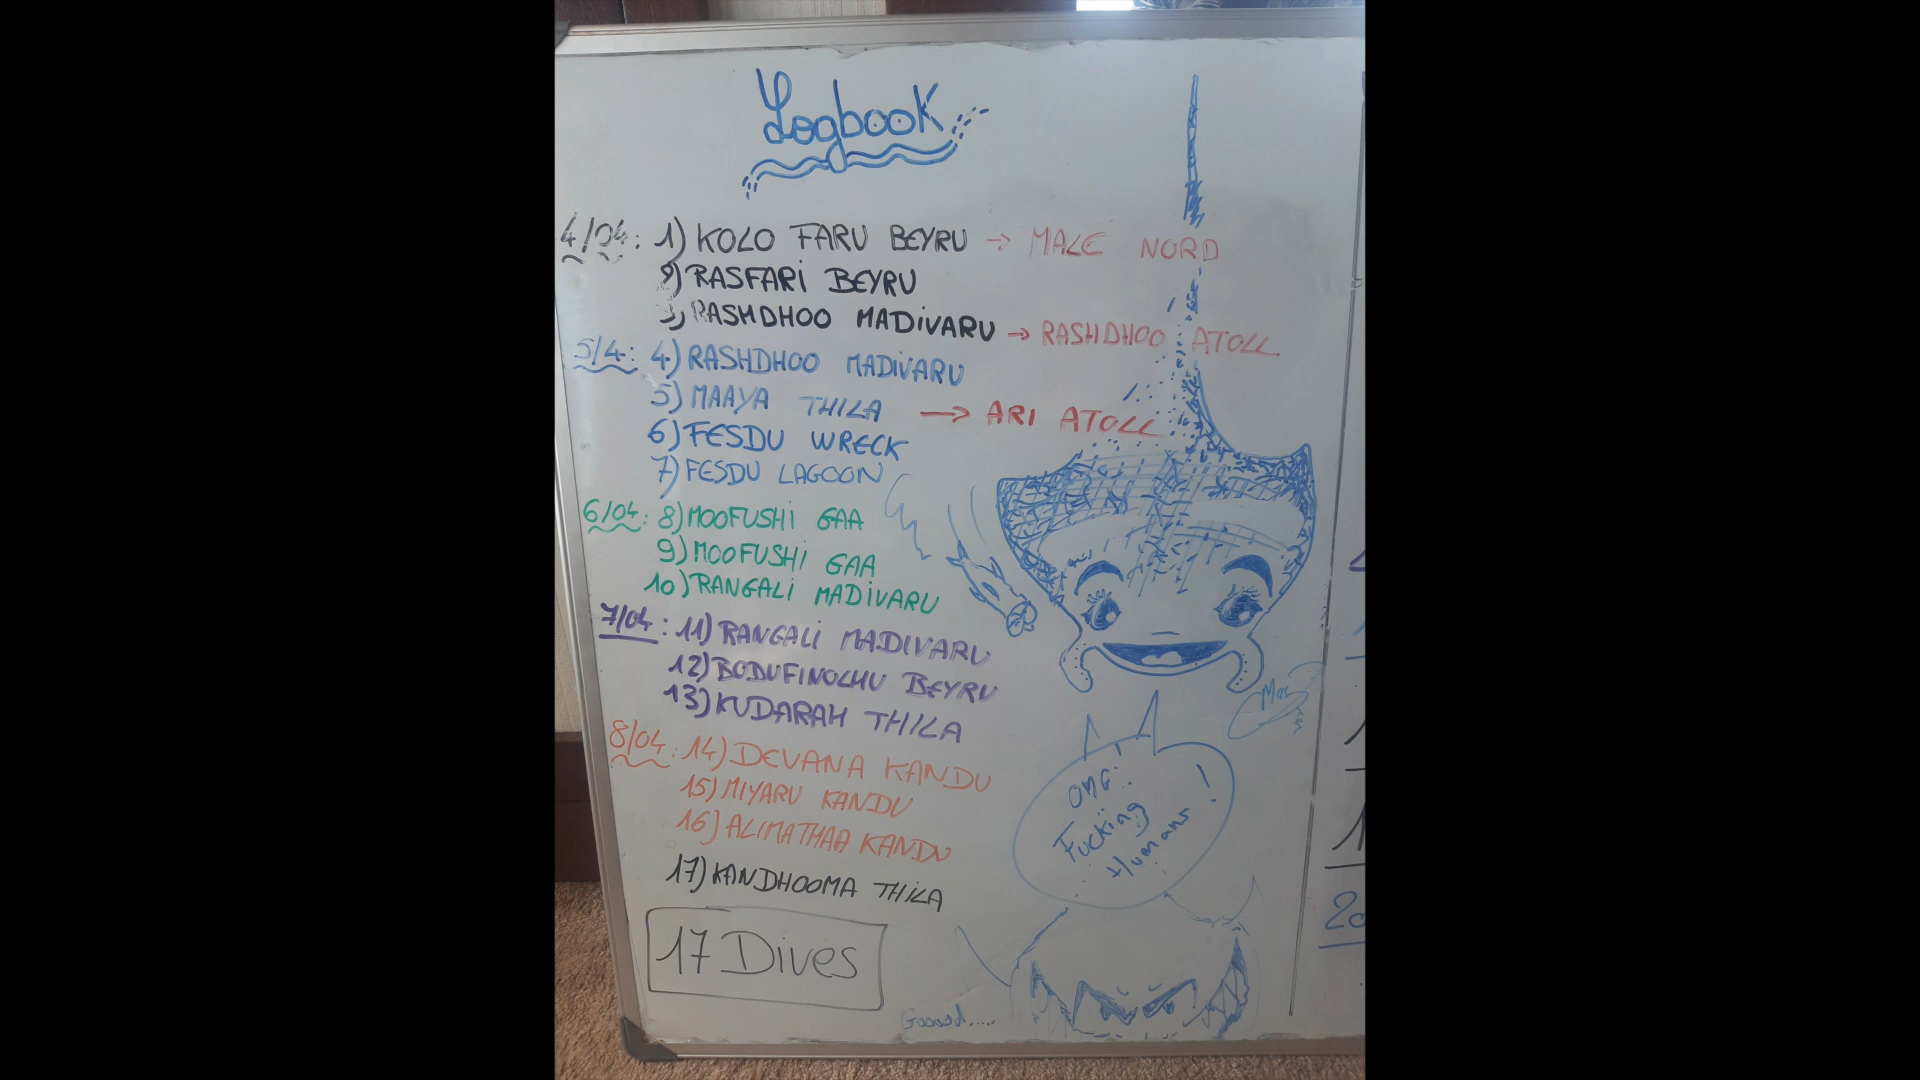 Logbook
4/04: 1) KOLO FARU BEYRU → MALE NORD
2) RASFARI BEYRU
3) RASHDHOO MADIVARU → RASHDHOO ATOLL
5/4: 4) RASHDHOO MADIVARU
5) MAAYA THILA → ARI ATOLL
6) FESDU WRECK
7) FESDU LAGOON
6/04: 8) MOOFUSHI GAA
9) MOOFUSHI GAA
10) RANGALI MADIVARU
7/04: 11) RANGALI MADIVARU
12) BODUFINOLHU BEYRU
13) KUDARAH THILA
8/04: 14) DEVANA KANDU
15) MIYARU KANDU
16) ALIMATHAA KANDU
17) KANDHOOMA THILA
17 Dives
OMG!
Fucking
Humans!
20